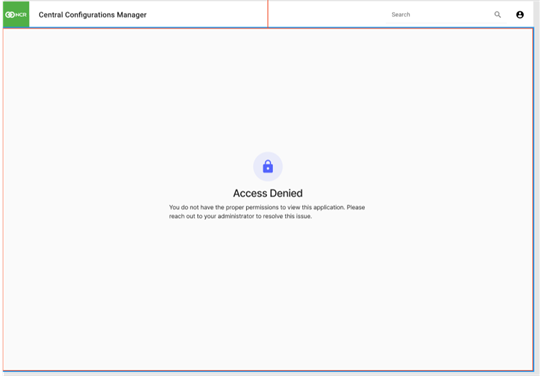 NCR
Central Configurations Manager
Search
Access Denied
You do not have the proper permissions to view this application. Please
reach out to your administrator to resolve this issue.